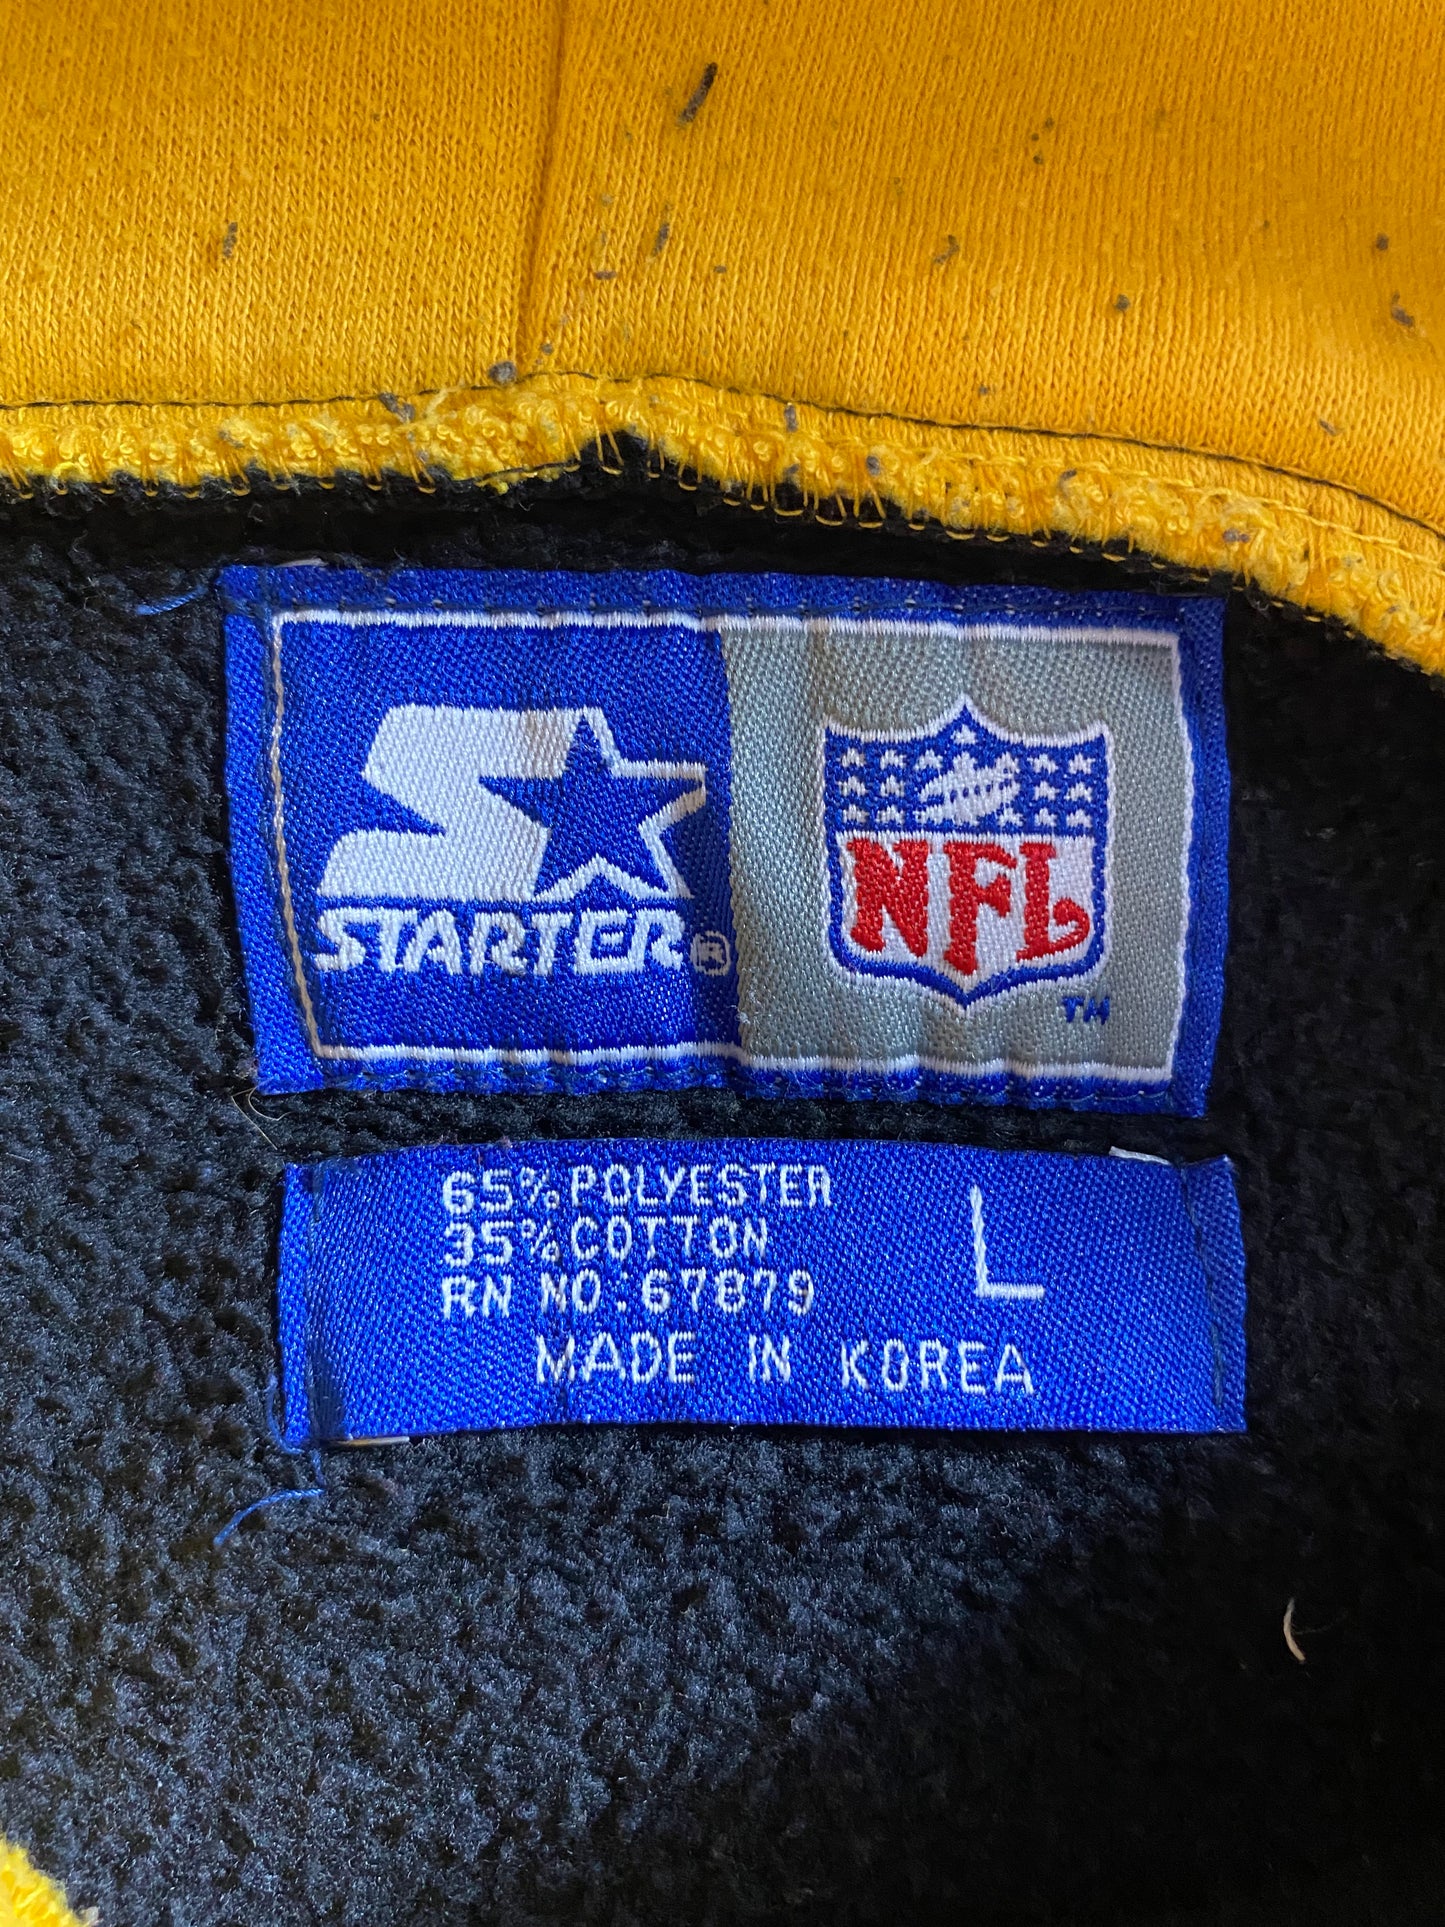 STARTER®
NFL
TM
65% POLYESTER
35% COTTON
RN NO.:67879
L
MADE IN KOREA